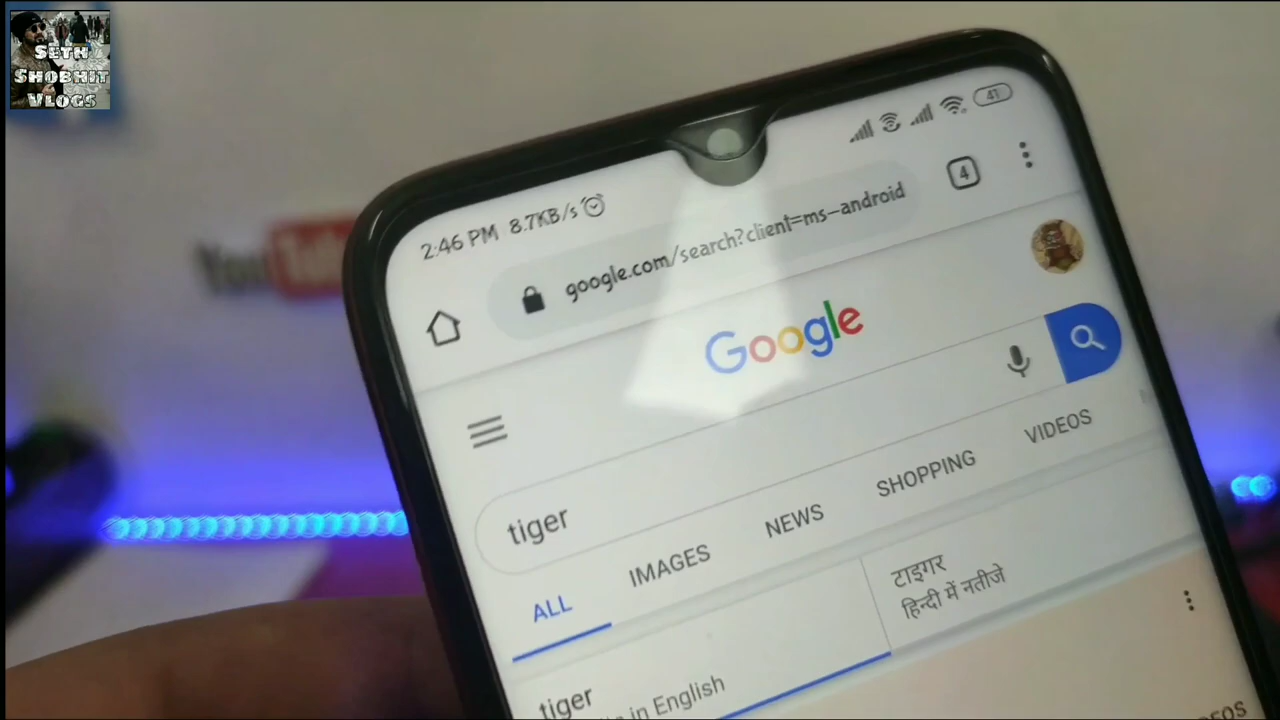 SETH
SHOBHIT
VLOGS
YouTube
2:46 PM 8.7KB/s
41
google.com/search?client=ms-android
4
Google
tiger
ALL IMAGES NEWS SHOPPING VIDEOS
tiger
in English
टाइगर
हिन्दी में नतीजे